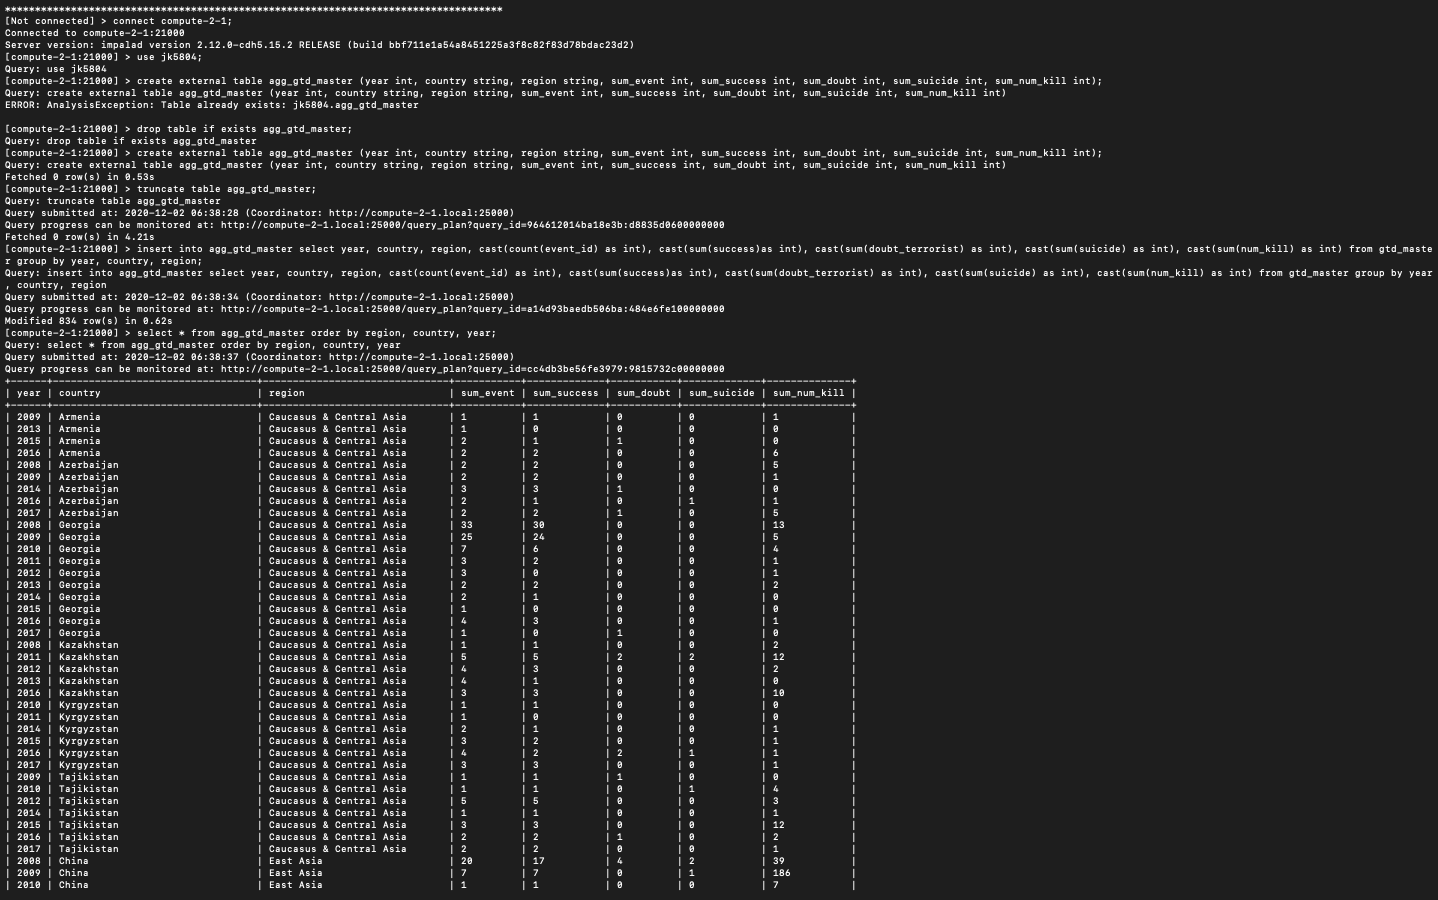 ***********************************************************************************
[Not connected] > connect compute-2-1;
Connected to compute-2-1:21000
Server version: impalad version 2.12.0-cdh5.15.2 RELEASE (build bbf711e1a54a8451225a3f8c82f83d78bdac23d2)
[compute-2-1:21000] > use jk5804;
Query: use jk5804
[compute-2-1:21000] > create external table agg_gtd_master (year int, country string, region string, sum_event int, sum_success int, sum_doubt int, sum_suicide int, sum_num_kill int);
Query: create external table agg_gtd_master (year int, country string, region string, sum_event int, sum_success int, sum_doubt int, sum_suicide int, sum_num_kill int)
ERROR: AnalysisException: Table already exists: jk5804.agg_gtd_master
[compute-2-1:21000] > drop table if exists agg_gtd_master;
Query: drop table if exists agg_gtd_master
[compute-2-1:21000] > create external table agg_gtd_master (year int, country string, region string, sum_event int, sum_success int, sum_doubt int, sum_suicide int, sum_num_kill int);
Query: create external table agg_gtd_master (year int, country string, region string, sum_event int, sum_success int, sum_doubt int, sum_suicide int, sum_num_kill int)
Fetched 0 row(s) in 0.53s
[compute-2-1:21000] > truncate table agg_gtd_master;
Query: truncate table agg_gtd_master
Query submitted at: 2020-12-02 06:38:28 (Coordinator: http://compute-2-1.local:25000)
Query progress can be monitored at: http://compute-2-1.local:25000/query_plan?query_id=964612014ba18e3b:d8835d0600000000
Fetched 0 row(s) in 4.21s
[compute-2-1:21000] > insert into agg_gtd_master select year, country, region, cast(count(event_id) as int), cast(sum(success)as int), cast(sum(doubt_terrorist) as int), cast(sum(suicide) as int), cast(sum(num_kill) as int) from gtd_maste
r group by year, country, region;
Query: insert into agg_gtd_master select year, country, region, cast(count(event_id) as int), cast(sum(success)as int), cast(sum(doubt_terrorist) as int), cast(sum(suicide) as int), cast(sum(num_kill) as int) from gtd_master group by year
, country, region
Query submitted at: 2020-12-02 06:38:34 (Coordinator: http://compute-2-1.local:25000)
Query progress can be monitored at: http://compute-2-1.local:25000/query_plan?query_id=a14d93baedb506ba:484e6fe100000000
Modified 834 row(s) in 0.62s
[compute-2-1:21000] > select * from agg_gtd_master order by region, country, year;
Query: select * from agg_gtd_master order by region, country, year
Query submitted at: 2020-12-02 06:38:37 (Coordinator: http://compute-2-1.local:25000)
Query progress can be monitored at: http://compute-2-1.local:25000/query_plan?query_id=cc4db3be56fe3979:9815732c00000000
+------+----------------------------------+-------------------------------+-----------+-------------+-----------+-------------+--------------+
| year | country | region | sum_event | sum_success | sum_doubt | sum_suicide | sum_num_kill |
+------+----------------------------------+-------------------------------+-----------+-------------+-----------+-------------+--------------+
| 2009 | Armenia | Caucasus & Central Asia | 1 | 1 | 0 | 0 | 1 |
| 2013 | Armenia | Caucasus & Central Asia | 1 | 0 | 0 | 0 | 0 |
| 2015 | Armenia | Caucasus & Central Asia | 2 | 1 | 1 | 0 | 0 |
| 2016 | Armenia | Caucasus & Central Asia | 2 | 2 | 0 | 0 | 6 |
| 2008 | Azerbaijan | Caucasus & Central Asia | 2 | 2 | 0 | 0 | 5 |
| 2009 | Azerbaijan | Caucasus & Central Asia | 2 | 2 | 0 | 0 | 1 |
| 2014 | Azerbaijan | Caucasus & Central Asia | 3 | 3 | 1 | 0 | 0 |
| 2016 | Azerbaijan | Caucasus & Central Asia | 2 | 1 | 0 | 1 | 1 |
| 2017 | Azerbaijan | Caucasus & Central Asia | 2 | 2 | 1 | 0 | 5 |
| 2008 | Georgia | Caucasus & Central Asia | 33 | 30 | 0 | 0 | 13 |
| 2009 | Georgia | Caucasus & Central Asia | 25 | 24 | 0 | 0 | 5 |
| 2010 | Georgia | Caucasus & Central Asia | 7 | 6 | 0 | 0 | 4 |
| 2011 | Georgia | Caucasus & Central Asia | 3 | 2 | 0 | 0 | 1 |
| 2012 | Georgia | Caucasus & Central Asia | 3 | 0 | 0 | 0 | 1 |
| 2013 | Georgia | Caucasus & Central Asia | 2 | 2 | 0 | 0 | 2 |
| 2014 | Georgia | Caucasus & Central Asia | 2 | 1 | 0 | 0 | 0 |
| 2015 | Georgia | Caucasus & Central Asia | 1 | 0 | 0 | 0 | 0 |
| 2016 | Georgia | Caucasus & Central Asia | 4 | 3 | 0 | 0 | 1 |
| 2017 | Georgia | Caucasus & Central Asia | 1 | 0 | 1 | 0 | 0 |
| 2008 | Kazakhstan | Caucasus & Central Asia | 1 | 1 | 0 | 0 | 2 |
| 2011 | Kazakhstan | Caucasus & Central Asia | 5 | 5 | 2 | 2 | 12 |
| 2012 | Kazakhstan | Caucasus & Central Asia | 4 | 3 | 0 | 0 | 2 |
| 2013 | Kazakhstan | Caucasus & Central Asia | 4 | 1 | 0 | 0 | 0 |
| 2016 | Kazakhstan | Caucasus & Central Asia | 3 | 3 | 0 | 0 | 10 |
| 2010 | Kyrgyzstan | Caucasus & Central Asia | 1 | 1 | 0 | 0 | 0 |
| 2011 | Kyrgyzstan | Caucasus & Central Asia | 1 | 0 | 0 | 0 | 0 |
| 2014 | Kyrgyzstan | Caucasus & Central Asia | 2 | 1 | 0 | 0 | 1 |
| 2015 | Kyrgyzstan | Caucasus & Central Asia | 3 | 2 | 0 | 0 | 1 |
| 2016 | Kyrgyzstan | Caucasus & Central Asia | 4 | 2 | 2 | 1 | 1 |
| 2017 | Kyrgyzstan | Caucasus & Central Asia | 3 | 3 | 0 | 0 | 1 |
| 2009 | Tajikistan | Caucasus & Central Asia | 1 | 1 | 1 | 0 | 0 |
| 2010 | Tajikistan | Caucasus & Central Asia | 1 | 1 | 0 | 1 | 4 |
| 2012 | Tajikistan | Caucasus & Central Asia | 5 | 5 | 0 | 0 | 3 |
| 2014 | Tajikistan | Caucasus & Central Asia | 1 | 1 | 0 | 0 | 1 |
| 2015 | Tajikistan | Caucasus & Central Asia | 3 | 3 | 0 | 0 | 12 |
| 2016 | Tajikistan | Caucasus & Central Asia | 2 | 2 | 1 | 0 | 2 |
| 2017 | Tajikistan | Caucasus & Central Asia | 2 | 2 | 0 | 0 | 1 |
| 2008 | China | East Asia | 20 | 17 | 4 | 2 | 39 |
| 2009 | China | East Asia | 7 | 7 | 0 | 1 | 186 |
| 2010 | China | East Asia | 1 | 1 | 0 | 0 | 7 |